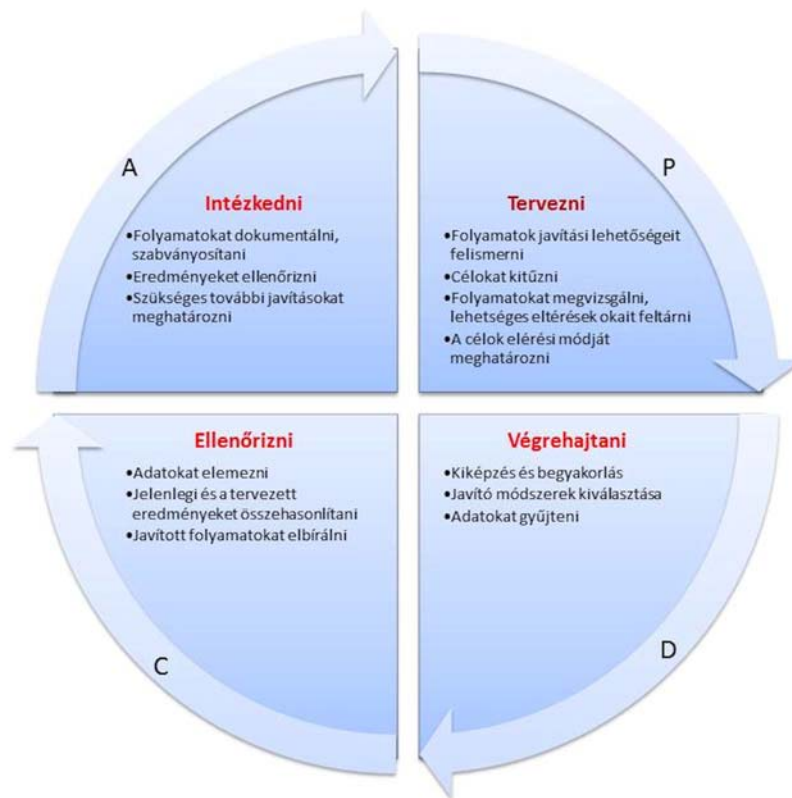 A
Intézkedni
•Folyamatokat dokumentálni,
szabványosítani
•Eredményeket ellenőrizni
•Szükséges további javításokat
meghatározni
P
Tervezni
•Folyamatok javítási lehetőségeit
felismerni
•Célokat kitűzni
•Folyamatokat megvizsgálni,
lehetséges eltérések okait feltárni
•A célok elérési módját
meghatározni
Ellenőrizni
•Adatokat elemezni
•Jelenlegi és a tervezett
eredményeket összehasonlítani
•Javított folyamatokat elbírálni
C
Végrehajtani
•Kiképzés és begyakorlás
•Javító módszerek kiválasztása
•Adatokat gyűjteni
D